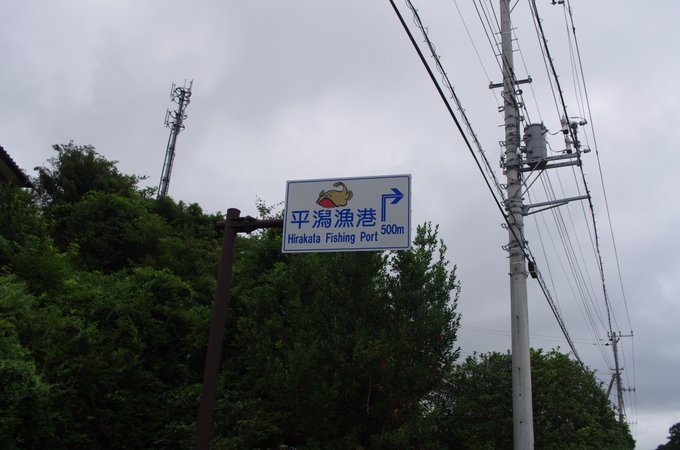 平潟漁港
500m
Hirakata Fishing Port